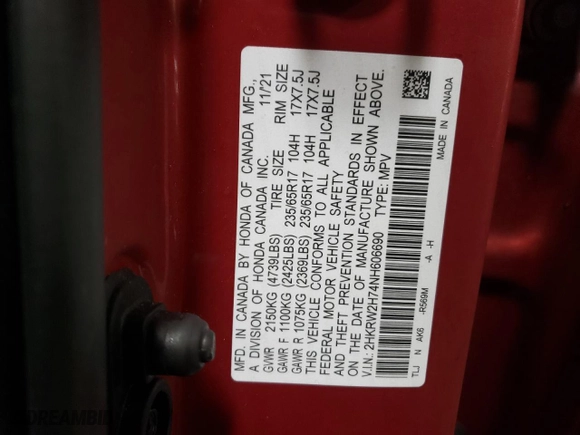 MFD. IN CANADA BY HONDA OF CANADA MFG.,
A DIVISION OF HONDA CANADA INC. 11/21
GVWR 2150KG (4739LBS) TIRE SIZE RIM SIZE
GAWR F 1100KG (2425LBS) 235/65R17 104H 17X7.5J
GAWR R 1075KG (2369LBS) 235/65R17 104H 17X7.5J
THIS VEHICLE CONFORMS TO ALL APPLICABLE
FEDERAL MOTOR VEHICLE SAFETY
AND THEFT PREVENTION STANDARDS IN EFFECT
ON THE DATE OF MANUFACTURE SHOWN ABOVE.
V.I.N.: 2HKRW2H74NH606690 TYPE: MPV
TLJ N AK6 -R569M -A -H
MADE IN CANADA